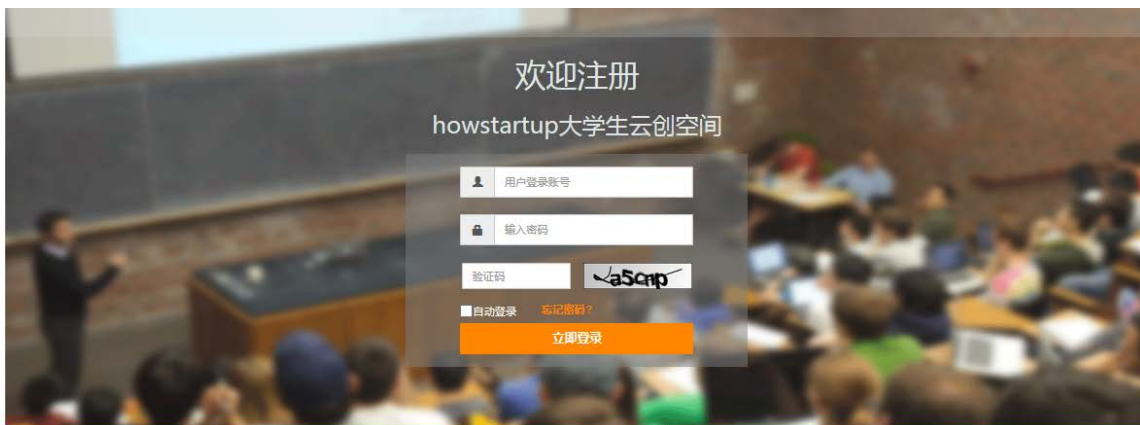 欢迎注册
howstartup大学生云创空间
用户登录账号
输入密码
验证码
自动登录 忘记密码?
立即登录